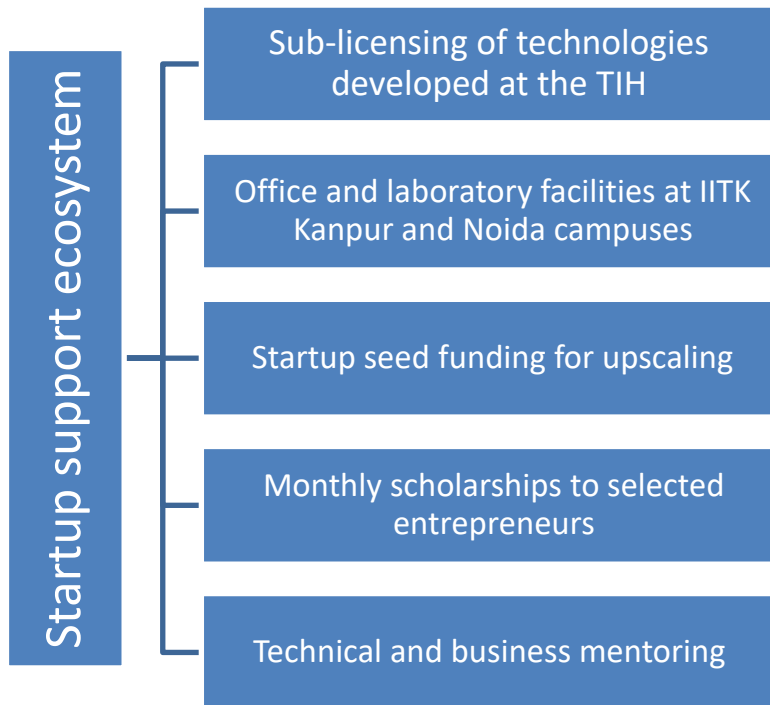 Startup support ecosystem
Sub-licensing of technologies
developed at the TIH
Office and laboratory facilities at IITK
Kanpur and Noida campuses
Startup seed funding for upscaling
Monthly scholarships to selected
entrepreneurs
Technical and business mentoring